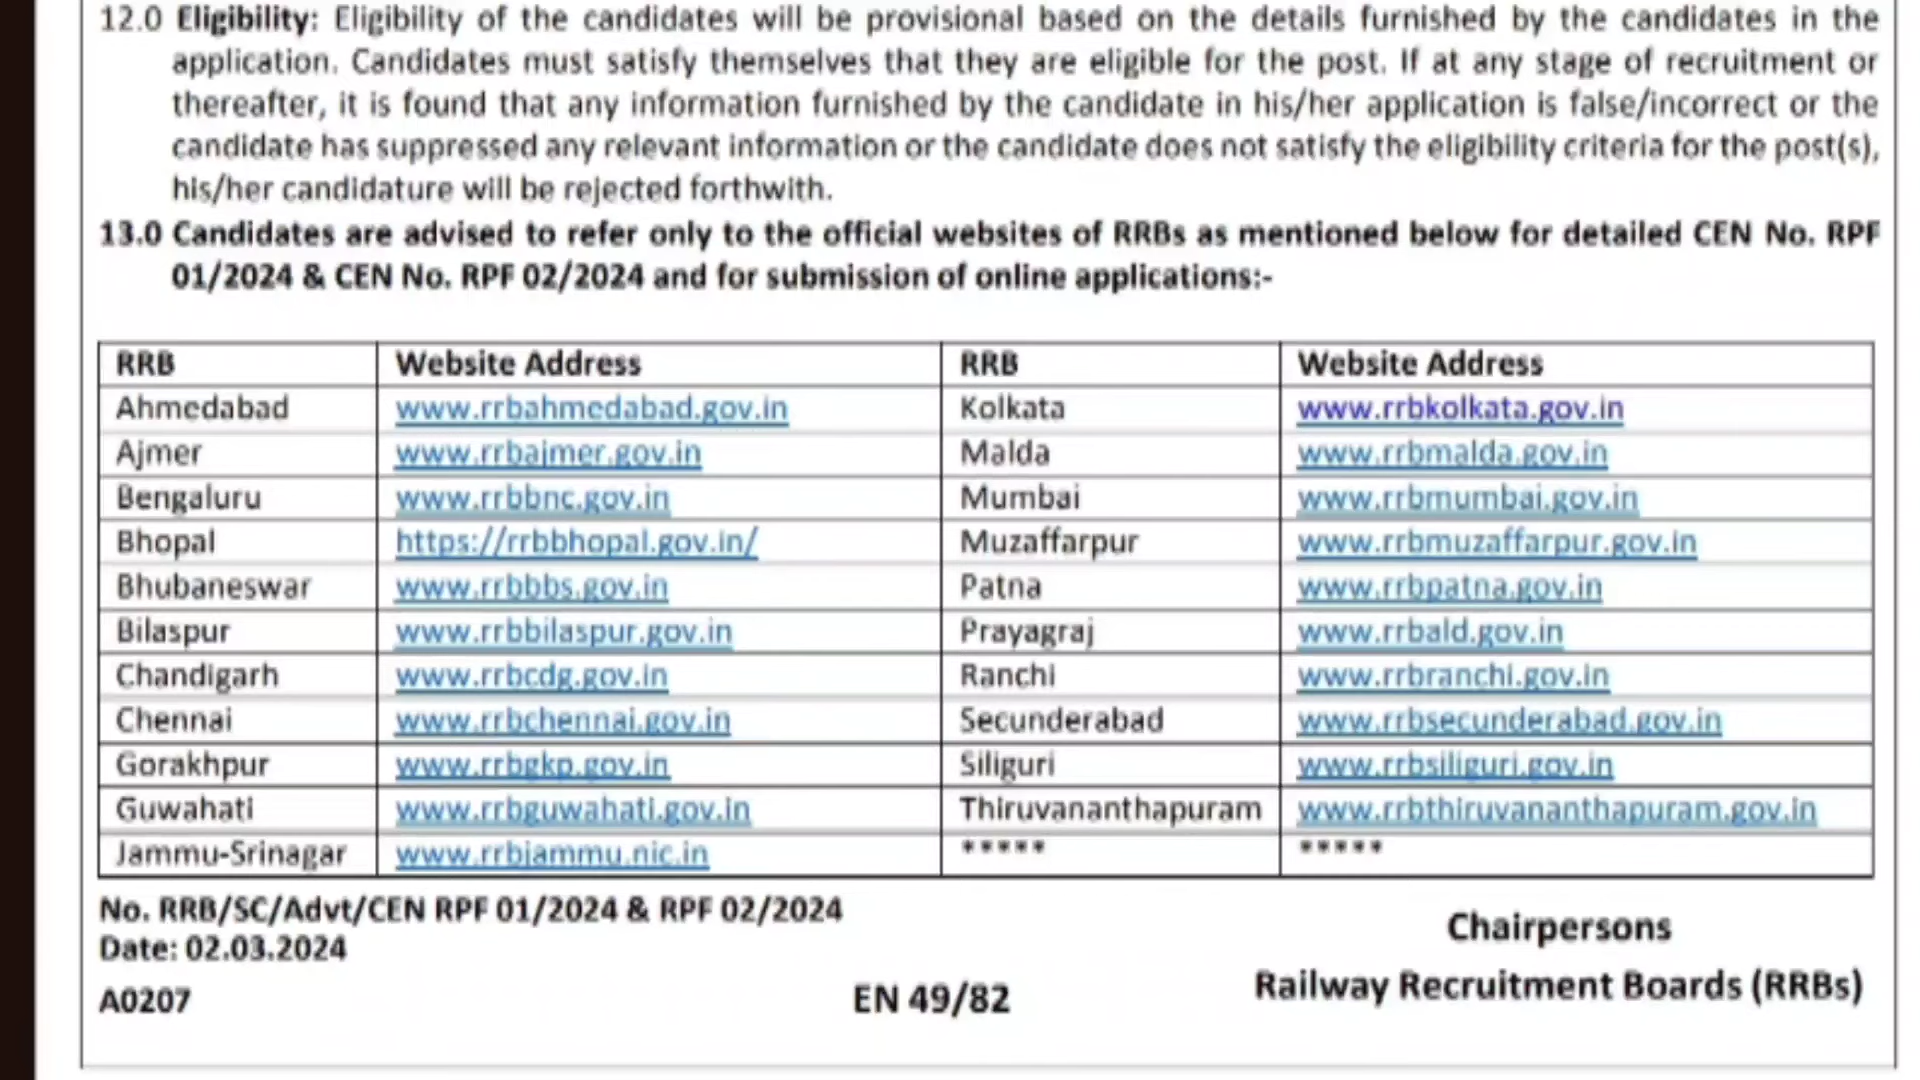 12.0 Eligibility: Eligibility of the candidates will be provisional based on the details furnished by the candidates in the
application. Candidates must satisfy themselves that they are eligible for the post. If at any stage of recruitment or
thereafter, it is found that any information furnished by the candidate in his/her application is false/incorrect or the
candidate has suppressed any relevant information or the candidate does not satisfy the eligibility criteria for the post(s),
his/her candidature will be rejected forthwith.
13.0 Candidates are advised to refer only to the official websites of RRBs as mentioned below for detailed CEN No. RPF
01/2024 & CEN No. RPF 02/2024 and for submission of online applications:-
RRB Website Address RRB Website Address
Ahmedabad www.rrbahmedabad.gov.in Kolkata www.rrbkolkata.gov.in
Ajmer www.rrbajmer.gov.in Malda www.rrbmalda.gov.in
Bengaluru www.rrbbnc.gov.in Mumbai www.rrbmumbai.gov.in
Bhopal https://rrbbhopal.gov.in/ Muzaffarpur www.rrbmuzaffarpur.gov.in
Bhubaneswar www.rrbbbs.gov.in Patna www.rrbpatna.gov.in
Bilaspur www.rrbbilaspur.gov.in Prayagraj www.rrbald.gov.in
Chandigarh www.rrbcdg.gov.in Ranchi www.rrbranchi.gov.in
Chennai www.rrbchennai.gov.in Secunderabad www.rrbsecunderabad.gov.in
Gorakhpur www.rrbgkp.gov.in Siliguri www.rrbsiliguri.gov.in
Guwahati www.rrbguwahati.gov.in Thiruvananthapuram www.rrbthiruvananthapuram.gov.in
Jammu-Srinagar www.rrbjammu.nic.in ***** *****
No. RRB/SC/Advt/CEN RPF 01/2024 & RPF 02/2024
Date: 02.03.2024
Chairpersons
A0207 EN 49/82 Railway Recruitment Boards (RRBs)